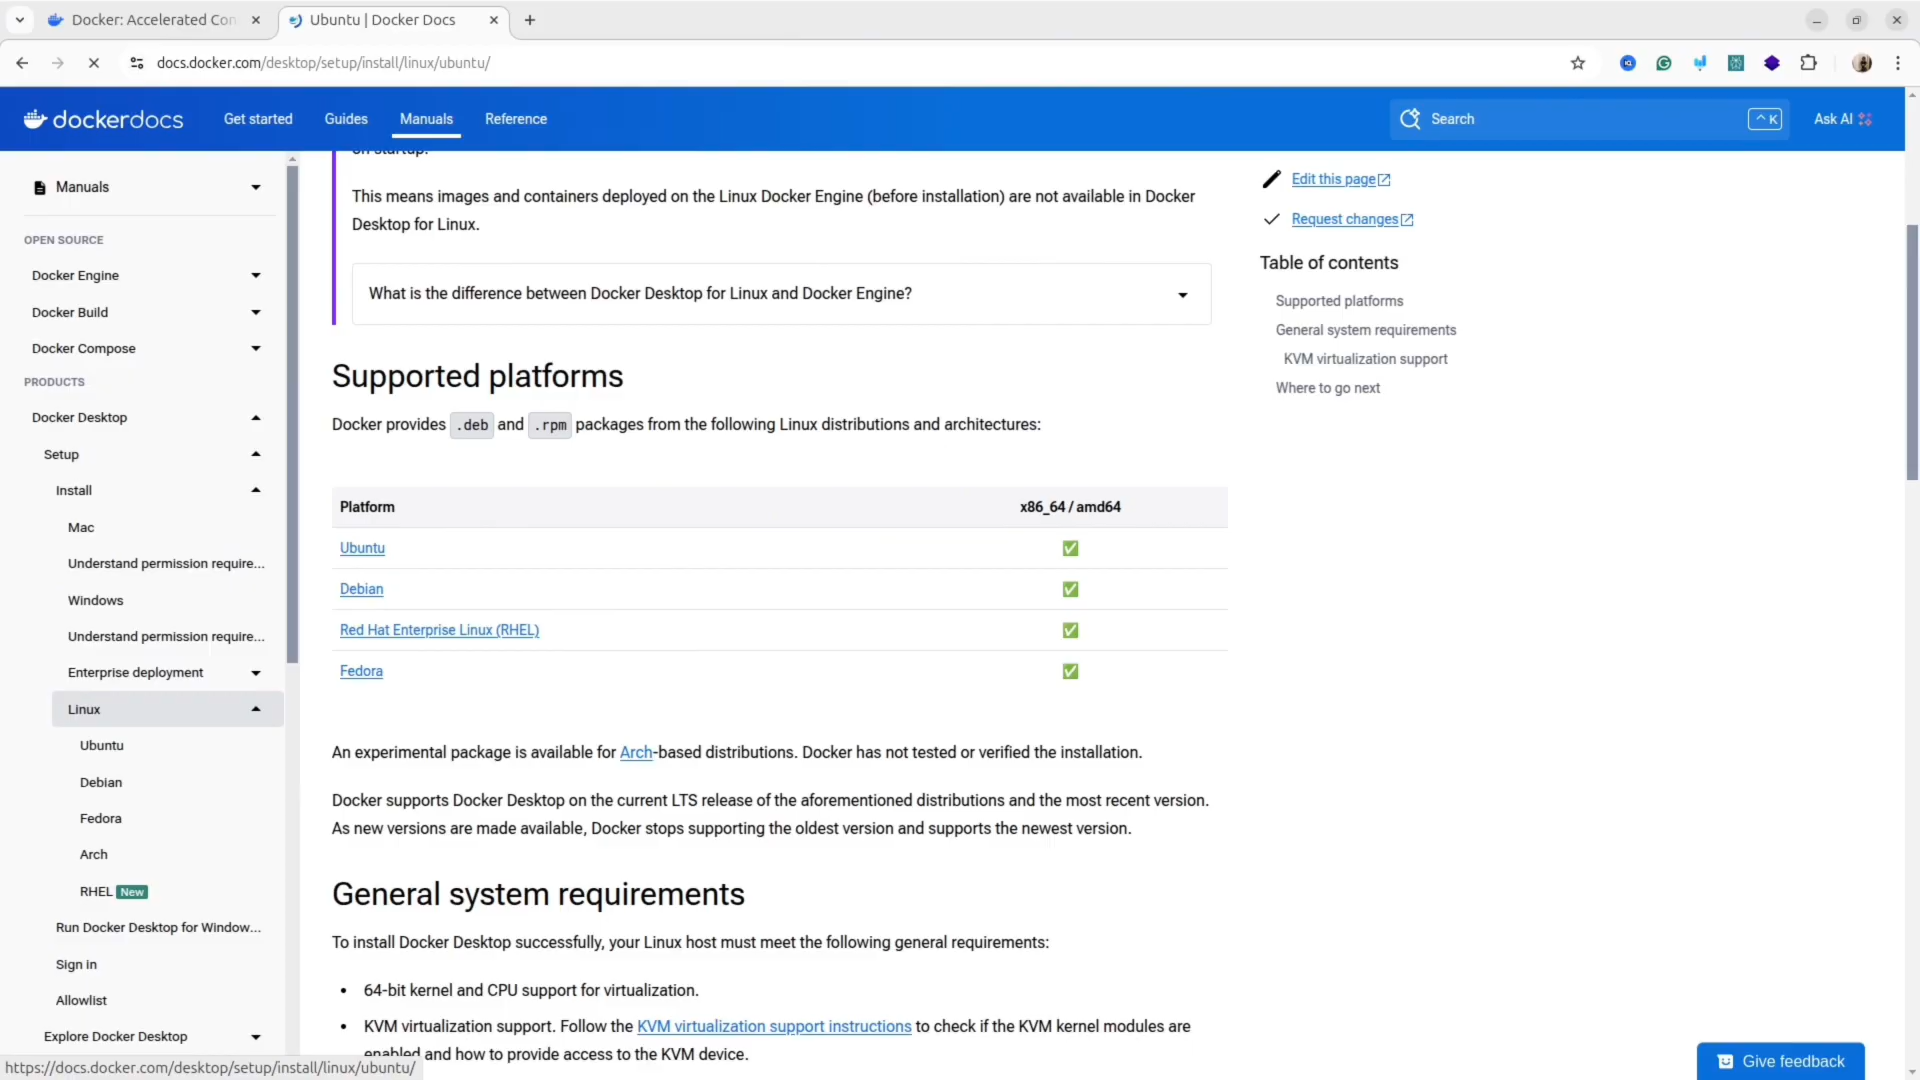 Docker: Accelerated Con
Ubuntu | Docker Docs
docs.docker.com/desktop/setup/install/linux/ubuntu/
dockerdocs
Get started
Guides
Manuals
Reference
Search
^ K
Ask AI
Manuals
OPEN SOURCE
Docker Engine
Docker Build
Docker Compose
PRODUCTS
Docker Desktop
Setup
Install
Mac
Understand permission require...
Windows
Understand permission require...
Enterprise deployment
Linux
Ubuntu
Debian
Fedora
Arch
RHEL New
Run Docker Desktop for Window...
Sign in
Allowlist
Explore Docker Desktop
https://docs.docker.com/desktop/setup/install/linux/ubuntu/
on startup.
This means images and containers deployed on the Linux Docker Engine (before installation) are not available in Docker
Desktop for Linux.
What is the difference between Docker Desktop for Linux and Docker Engine?
Supported platforms
Docker provides .deb and .rpm packages from the following Linux distributions and architectures:
Platform x86_64 / amd64
Ubuntu ✅
Debian ✅
Red Hat Enterprise Linux (RHEL) ✅
Fedora ✅
An experimental package is available for Arch-based distributions. Docker has not tested or verified the installation.
Docker supports Docker Desktop on the current LTS release of the aforementioned distributions and the most recent version.
As new versions are made available, Docker stops supporting the oldest version and supports the newest version.
General system requirements
To install Docker Desktop successfully, your Linux host must meet the following general requirements:
• 64-bit kernel and CPU support for virtualization.
• KVM virtualization support. Follow the KVM virtualization support instructions to check if the KVM kernel modules are
enabled and how to provide access to the KVM device.
Edit this page
Request changes
Table of contents
Supported platforms
General system requirements
KVM virtualization support
Where to go next
Give feedback